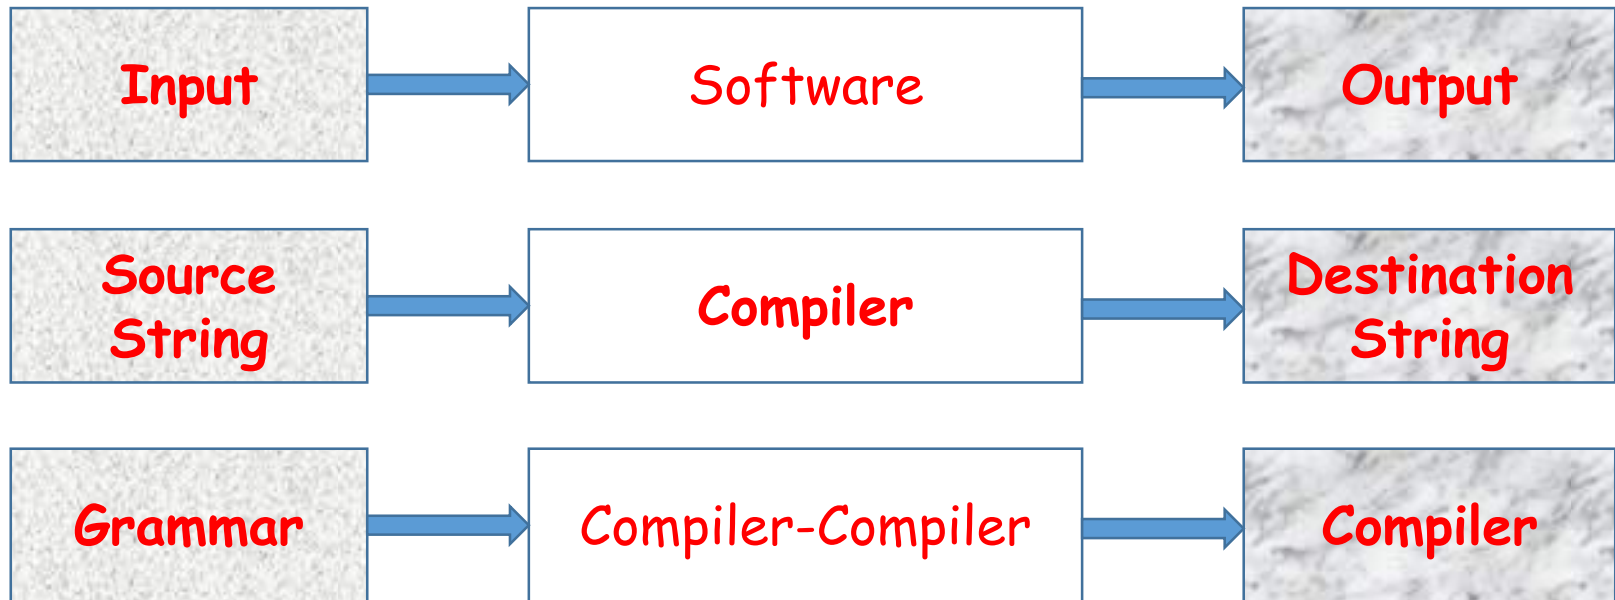 Input
Software
Output
Source
String
Compiler
Destination
String
Grammar
Compiler-Compiler
Compiler